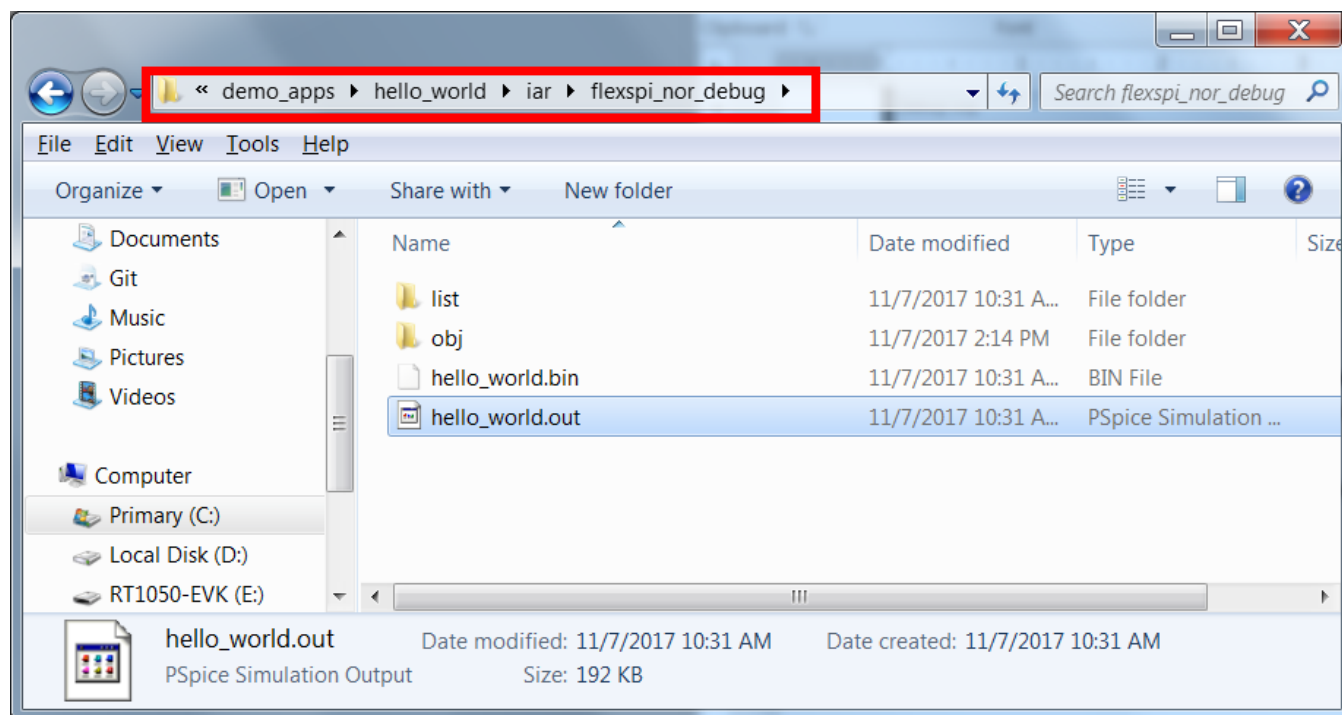 « demo_apps ▸ hello_world ▸ iar ▸ flexspi_nor_debug ▸ Search flexspi_nor_debug
File Edit View Tools Help
Organize Open Share with New folder
Documents
Git
Music
Pictures
Videos
Computer
Primary (C:)
Local Disk (D:)
RT1050-EVK (E:)
Name Date modified Type Size
list 11/7/2017 10:31 A... File folder
obj 11/7/2017 2:14 PM File folder
hello_world.bin 11/7/2017 10:31 A... BIN File
hello_world.out 11/7/2017 10:31 A... PSpice Simulation ...
hello_world.out Date modified: 11/7/2017 10:31 AM Date created: 11/7/2017 10:31 AM
PSpice Simulation Output Size: 192 KB